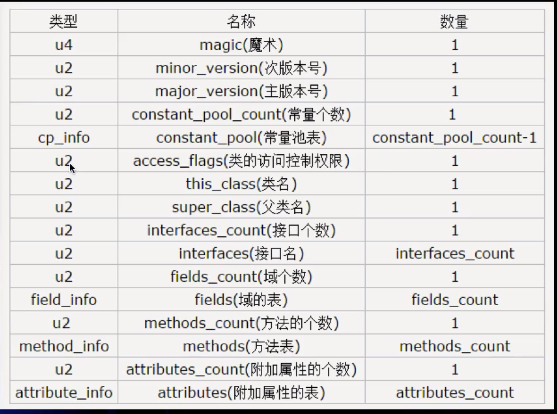 类型 名称 数量
u4 magic(魔术) 1
u2 minor_version(次版本号) 1
u2 major_version(主版本号) 1
u2 constant_pool_count(常量个数) 1
cp_info constant_pool(常量池表) constant_pool_count-1
u2 access_flags(类的访问控制权限) 1
u2 this_class(类名) 1
u2 super_class(父类名) 1
u2 interfaces_count(接口个数) 1
u2 interfaces(接口名) interfaces_count
u2 fields_count(域个数) 1
field_info fields(域的表) fields_count
u2 methods_count(方法的个数) 1
method_info methods(方法表) methods_count
u2 attributes_count(附加属性的个数) 1
attribute_info attributes(附加属性的表) attributes_count